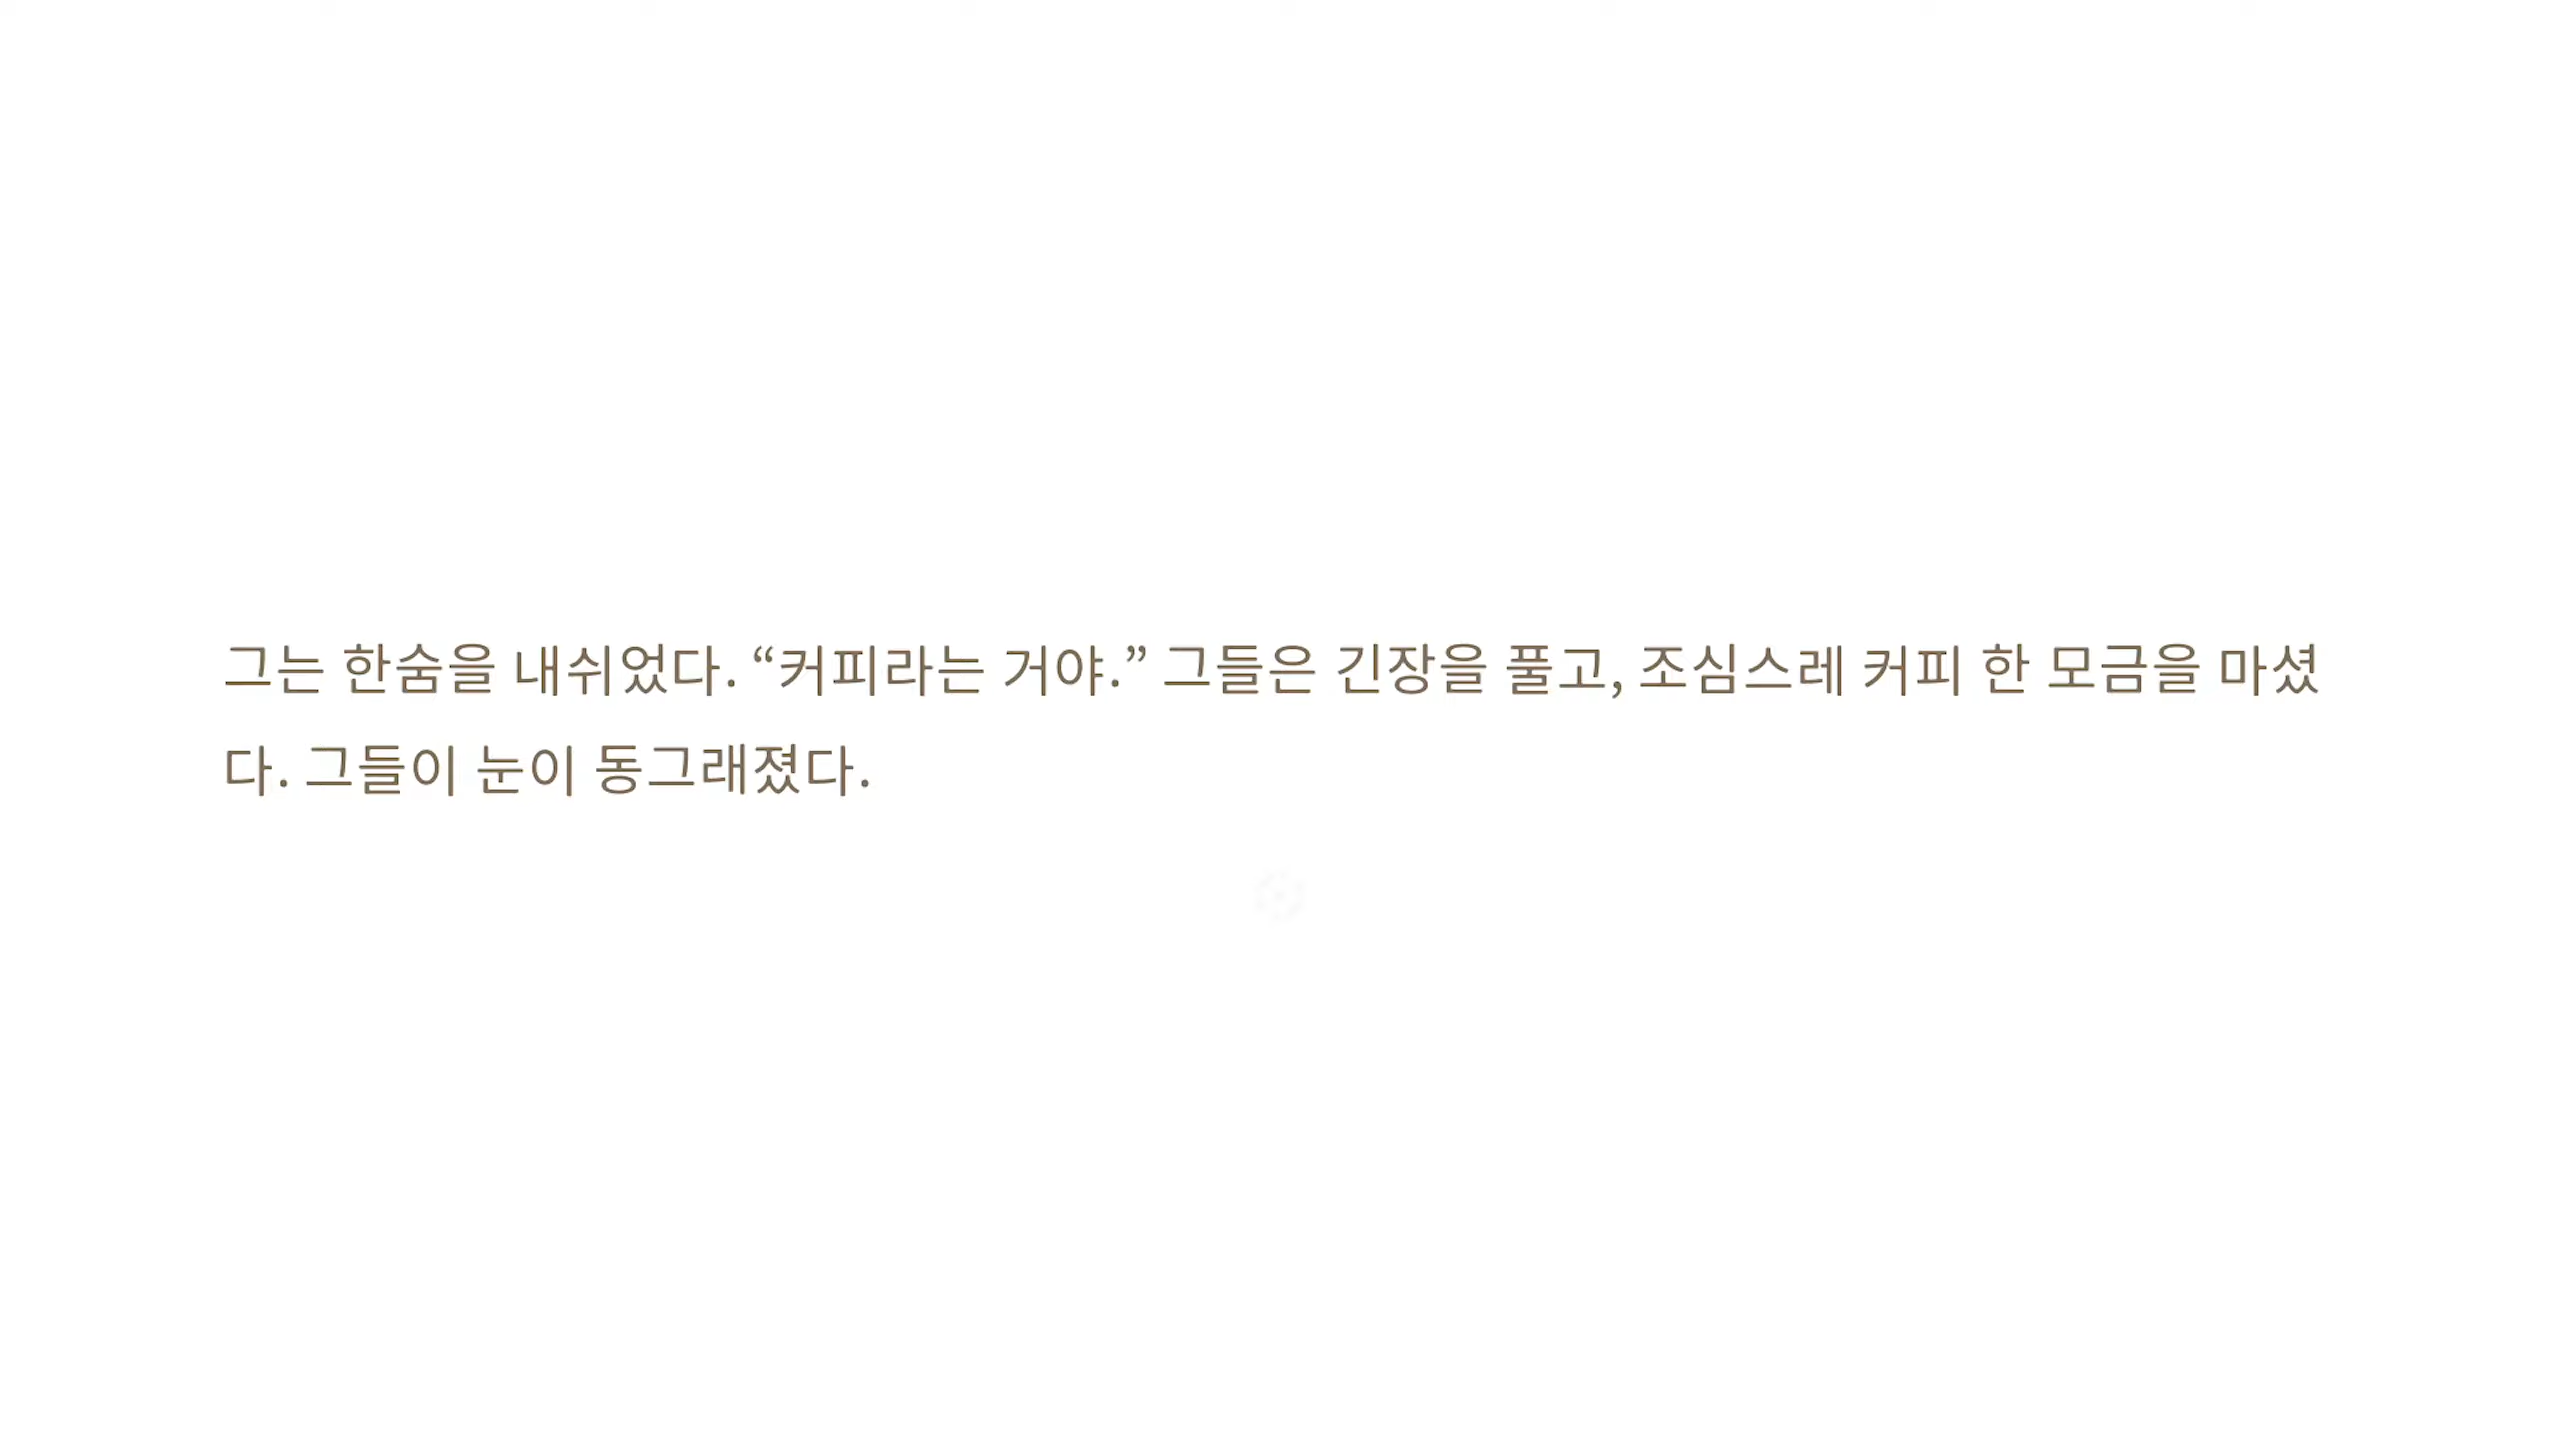 그는 한숨을 내쉬었다. “커피라는 거야.” 그들은 긴장을 풀고, 조심스레 커피 한 모금을 마셨
다. 그들이 눈이 동그래졌다.